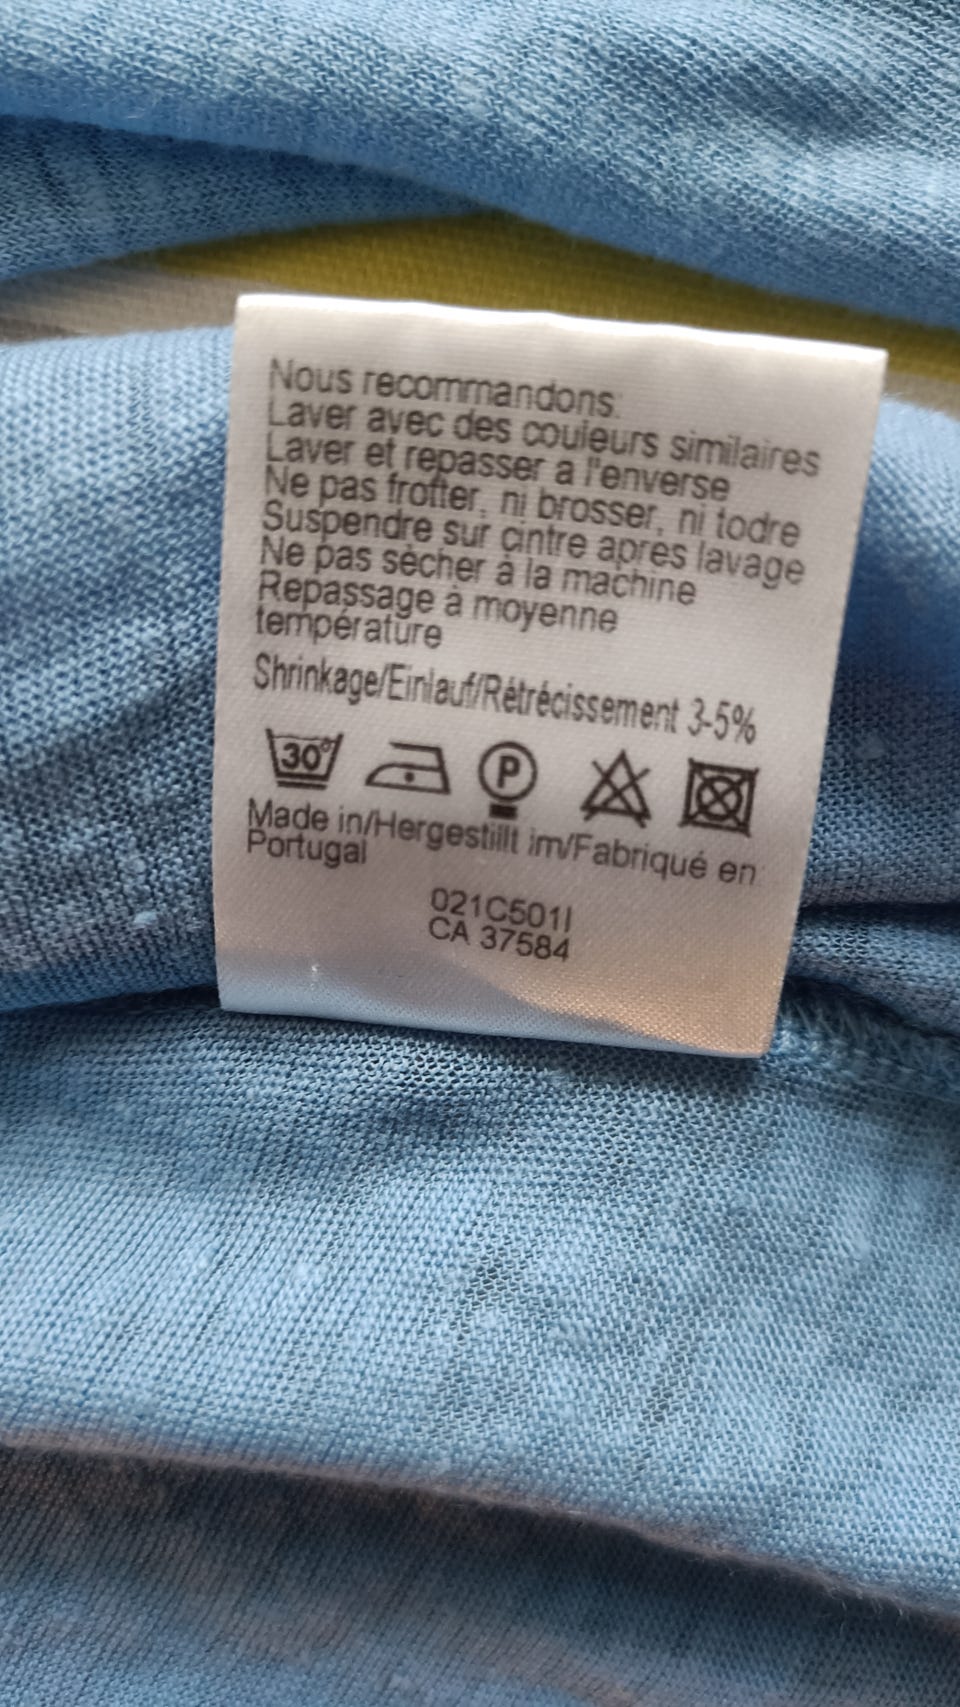 Nous recommandons:
Laver avec des couleurs similaires
Laver et repasser a l'enverse
Ne pas frotter, ni brosser, ni todre
Suspendre sur cintre apres lavage
Ne pas sècher à la machine
Repassage à moyenne
température
Shrinkage/Einlauf/Rétrécissement 3-5%
30° P
Made in/Hergestillt im/Fabriqué en:
Portugal
021C501I
CA 37584